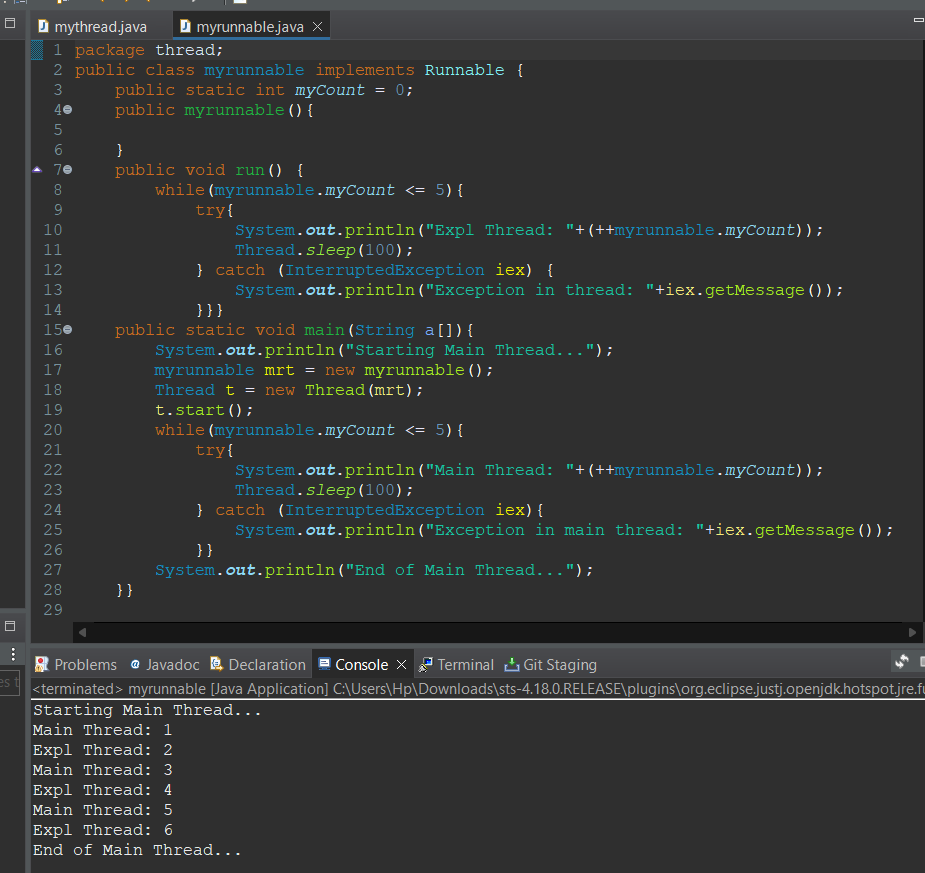 mythread.java myrunnable.java
1 package thread;
2 public class myrunnable implements Runnable {
3     public static int myCount = 0;
4     public myrunnable(){
5
6     }
7     public void run() {
8         while(myrunnable.myCount <= 5){
9             try{
10                 System.out.println("Expl Thread: "+(++myrunnable.myCount));
11                 Thread.sleep(100);
12             } catch (InterruptedException iex) {
13                 System.out.println("Exception in thread: "+iex.getMessage());
14             }}}
15     public static void main(String a[]){
16         System.out.println("Starting Main Thread...");
17         myrunnable mrt = new myrunnable();
18         Thread t = new Thread(mrt);
19         t.start();
20         while(myrunnable.myCount <= 5){
21             try{
22                 System.out.println("Main Thread: "+(++myrunnable.myCount));
23                 Thread.sleep(100);
24             } catch (InterruptedException iex){
25                 System.out.println("Exception in main thread: "+iex.getMessage());
26             }}
27         System.out.println("End of Main Thread...");
28     }}
29
Problems @ Javadoc Declaration Console Terminal Git Staging
<terminated> myrunnable [Java Application] C:\Users\Hp\Downloads\sts-4.18.0.RELEASE\plugins\org.eclipse.justj.openjdk.hotspot.jre.fu
Starting Main Thread...
Main Thread: 1
Expl Thread: 2
Main Thread: 3
Expl Thread: 4
Main Thread: 5
Expl Thread: 6
End of Main Thread...